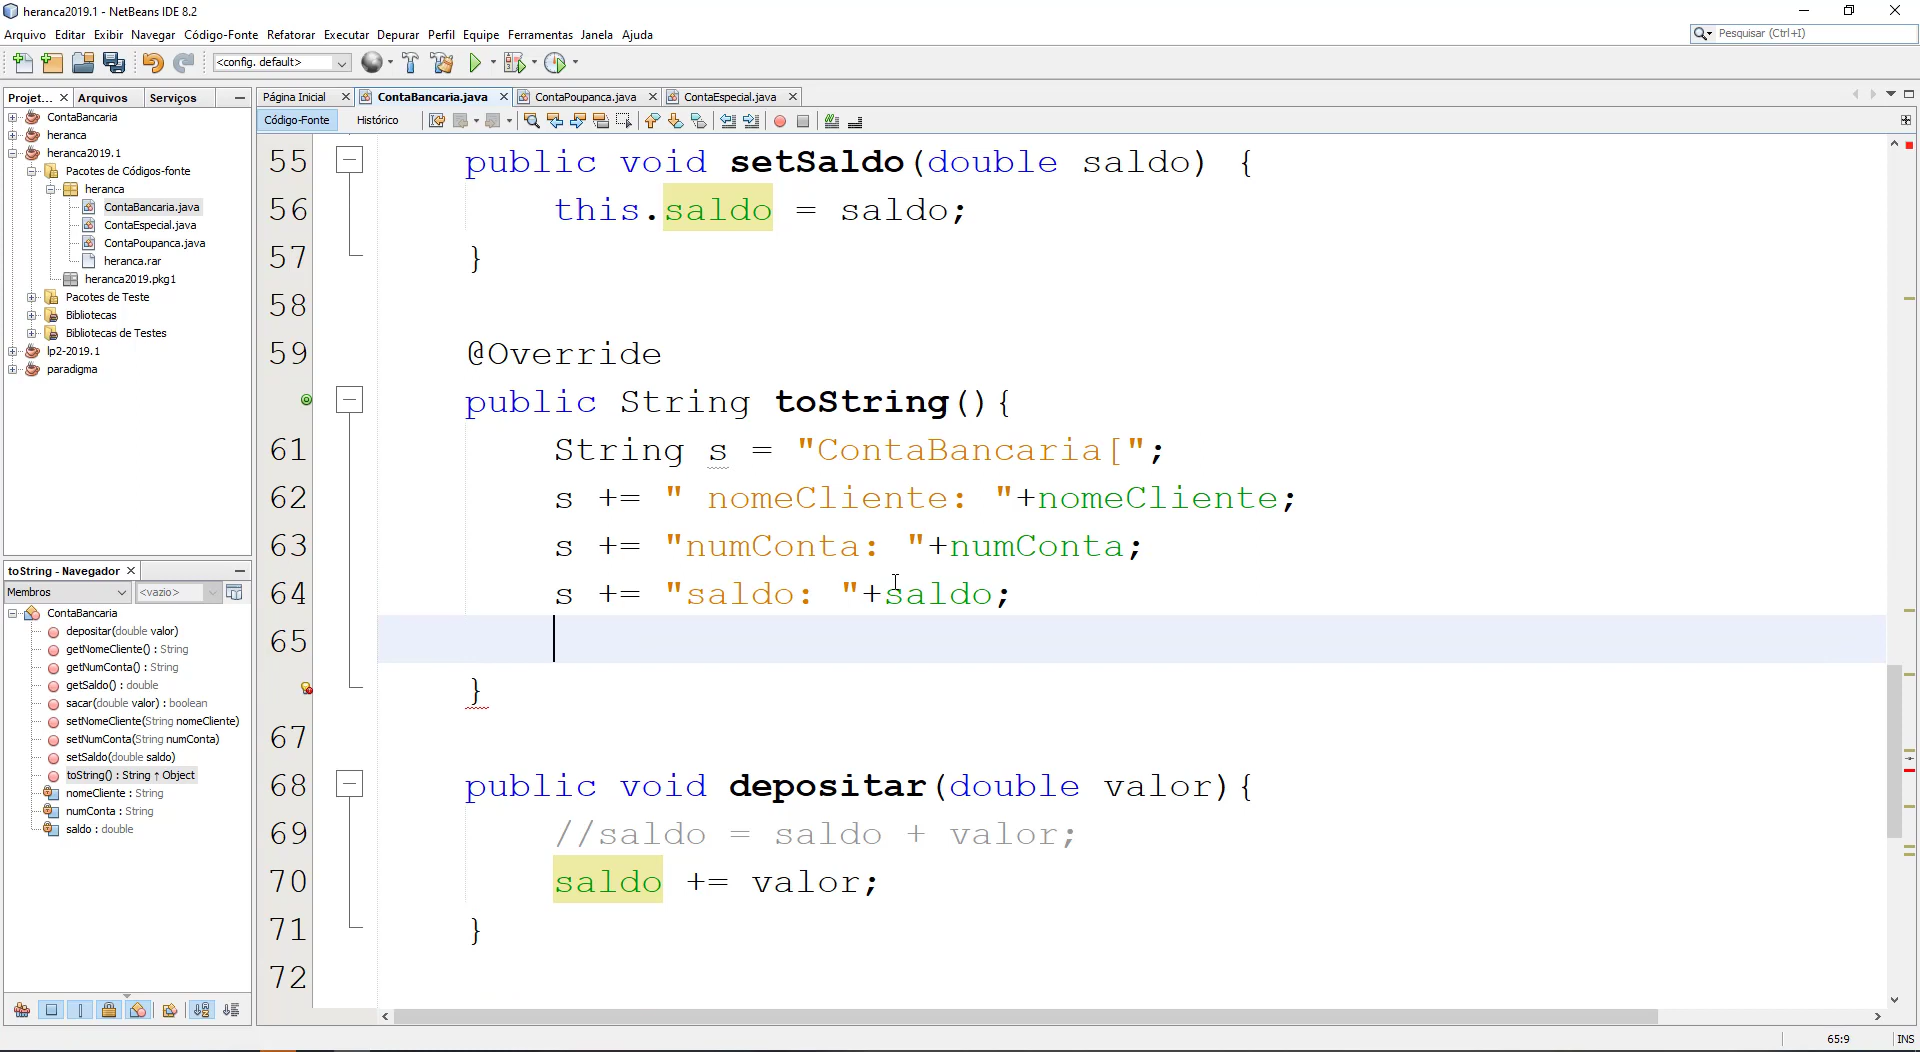 heranca2019.1 - NetBeans IDE 8.2
Arquivo Editar Exibir Navegar Código-Fonte Refatorar Executar Depurar Perfil Equipe Ferramentas Janela Ajuda
Pesquisar (Ctrl+I)
<config. default>
Projet... Arquivos Serviços
Página Inicial ContaBancaria.java ContaPoupanca.java ContaEspecial.java
Código-Fonte Histórico
ContaBancaria
heranca
heranca2019.1
Pacotes de Códigos-fonte
heranca
ContaBancaria.java
ContaEspecial.java
ContaPoupanca.java
heranca.rar
heranca2019.pkg1
Pacotes de Teste
Bibliotecas
Bibliotecas de Testes
lp2-2019.1
paradigma
toString - Navegador
Membros <vazio>
ContaBancaria
depositar(double valor)
getNomeCliente() : String
getNumConta() : String
getSaldo() : double
sacar(double valor) : boolean
setNomeCliente(String nomeCliente)
setNumConta(String numConta)
setSaldo(double saldo)
toString() : String ↑ Object
nomeCliente : String
numConta : String
saldo : double
55 public void setSaldo(double saldo) {
56 this.saldo = saldo;
57 }
58
59 @Override
public String toString(){
61 String s = "ContaBancaria[";
62 s += " nomeCliente: "+nomeCliente;
63 s += "numConta: "+numConta;
64 s += "saldo: "+saldo;
65
}
67
68 public void depositar(double valor){
69 //saldo = saldo + valor;
70 saldo += valor;
71 }
72
65:9 INS